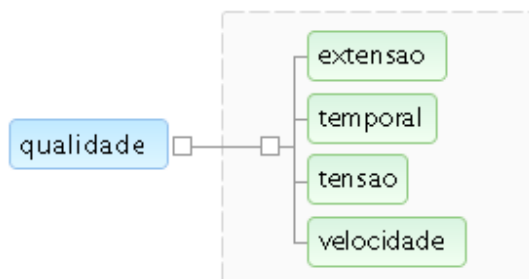 qualidade
extensao
temporal
tensao
velocidade